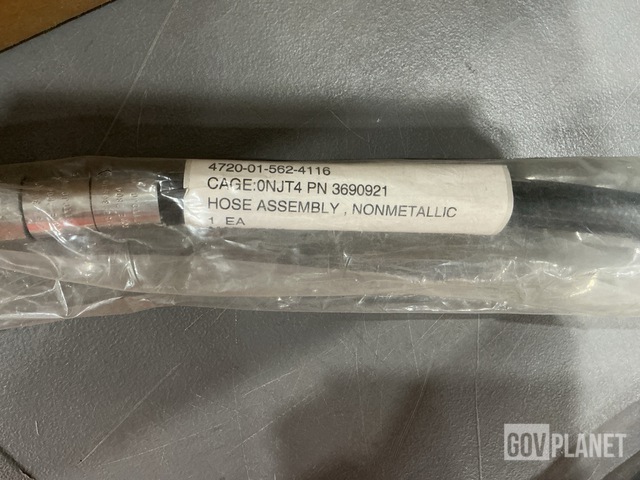 4720-01-562-4116
CAGE:0NJT4 PN 3690921
HOSE ASSEMBLY , NONMETALLIC
1 EA
GOVPLANET